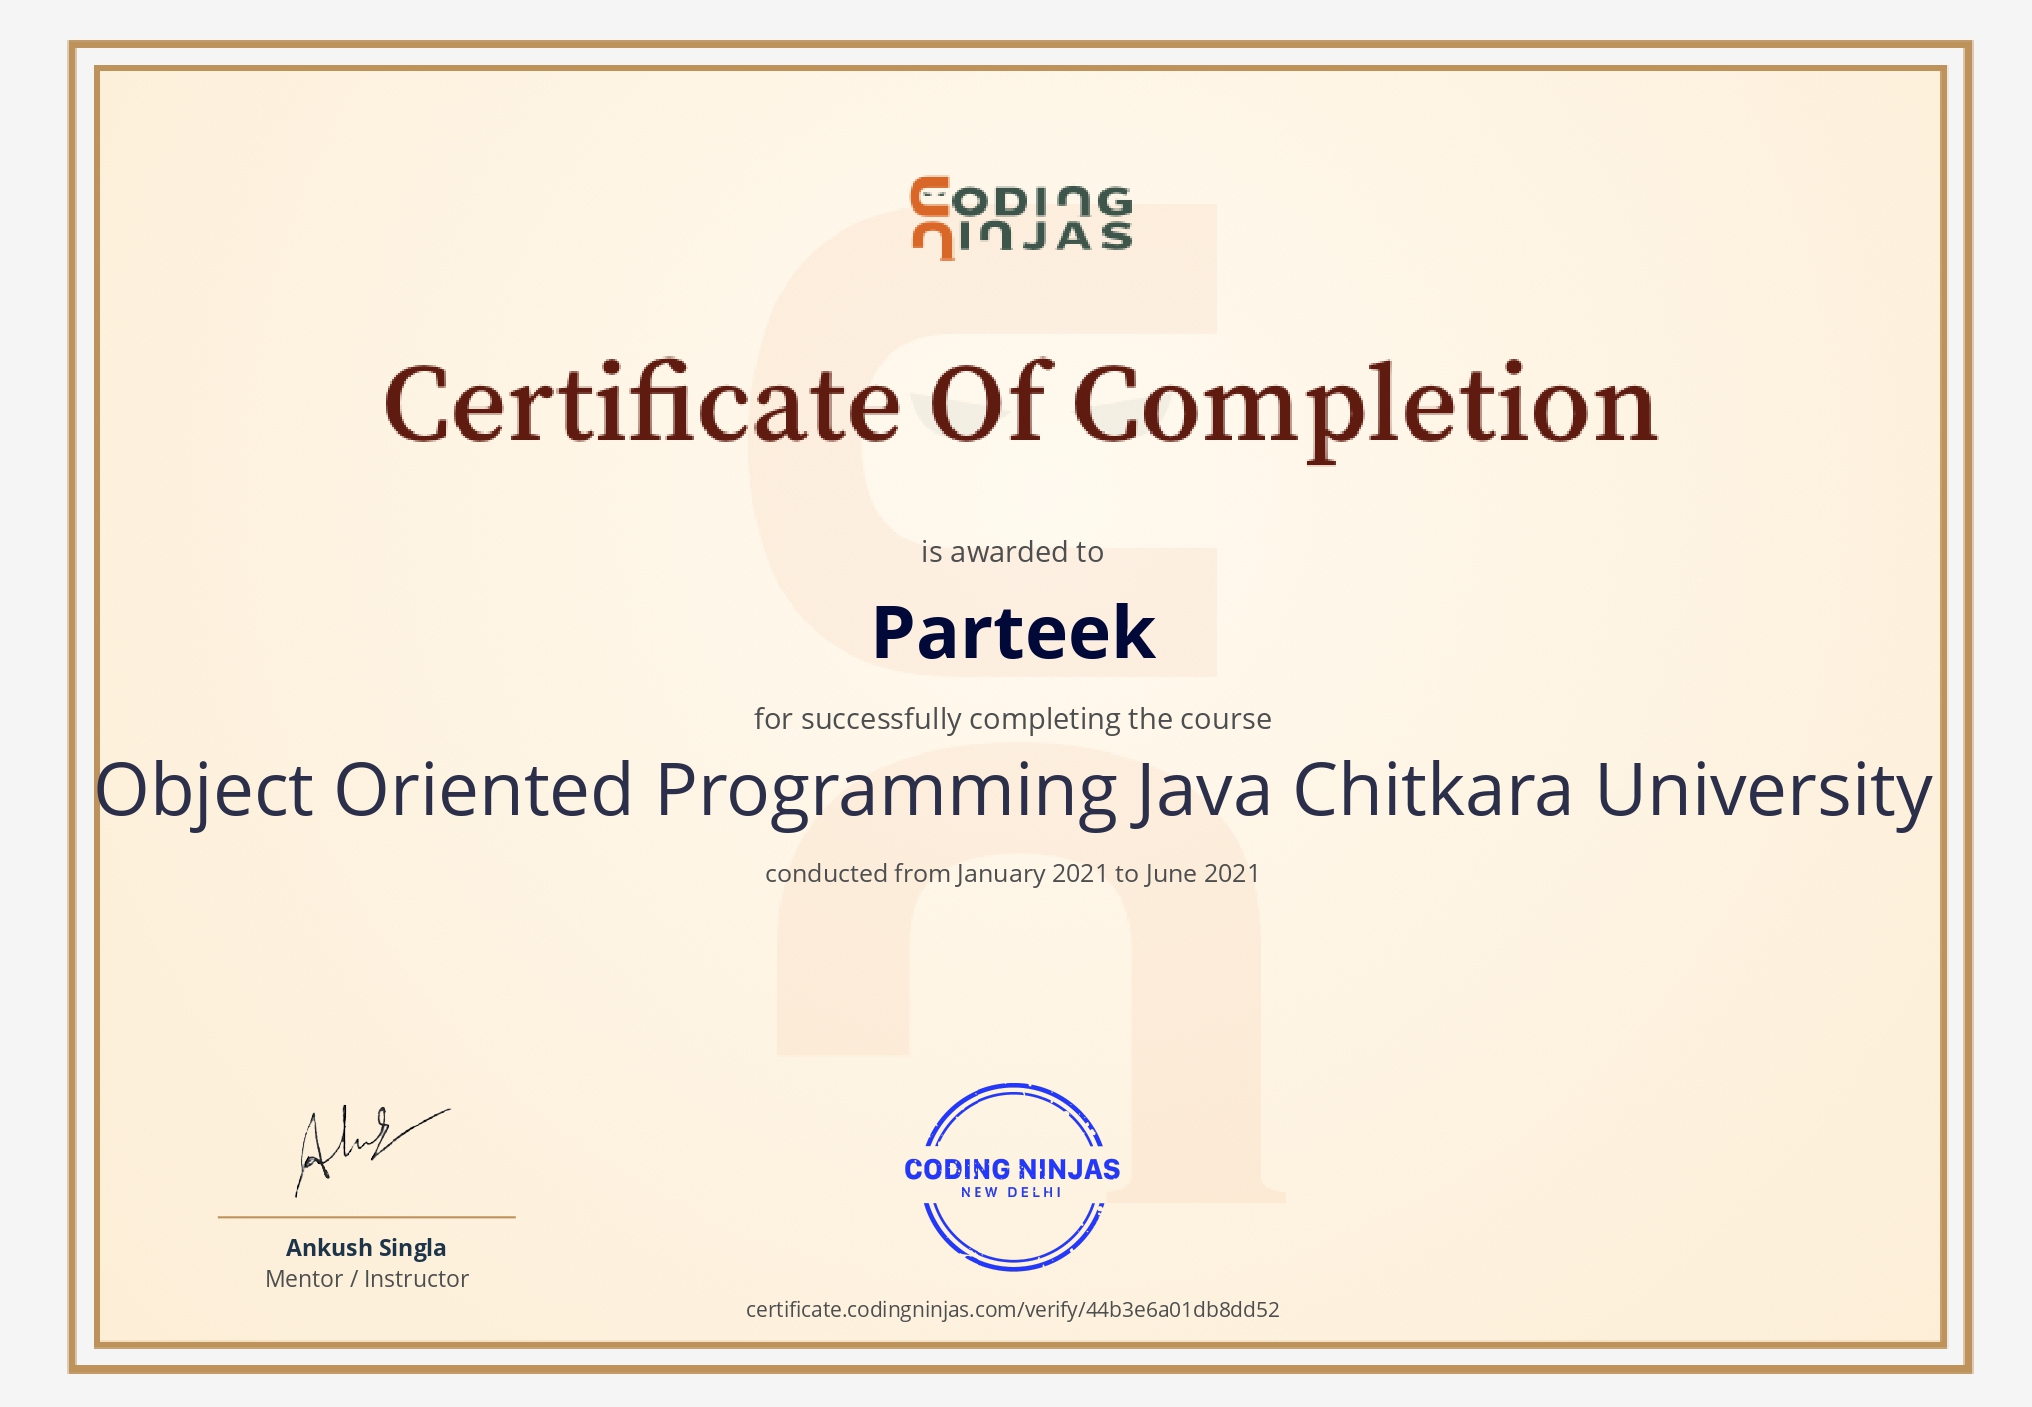 CODING
NINJAS
Certificate Of Completion
is awarded to
Parteek
for successfully completing the course
Object Oriented Programming Java Chitkara University
conducted from January 2021 to June 2021
CODING NINJAS
NEW DELHI
Ankush Singla
Mentor / Instructor
certificate.codingninjas.com/verify/44b3e6a01db8dd52